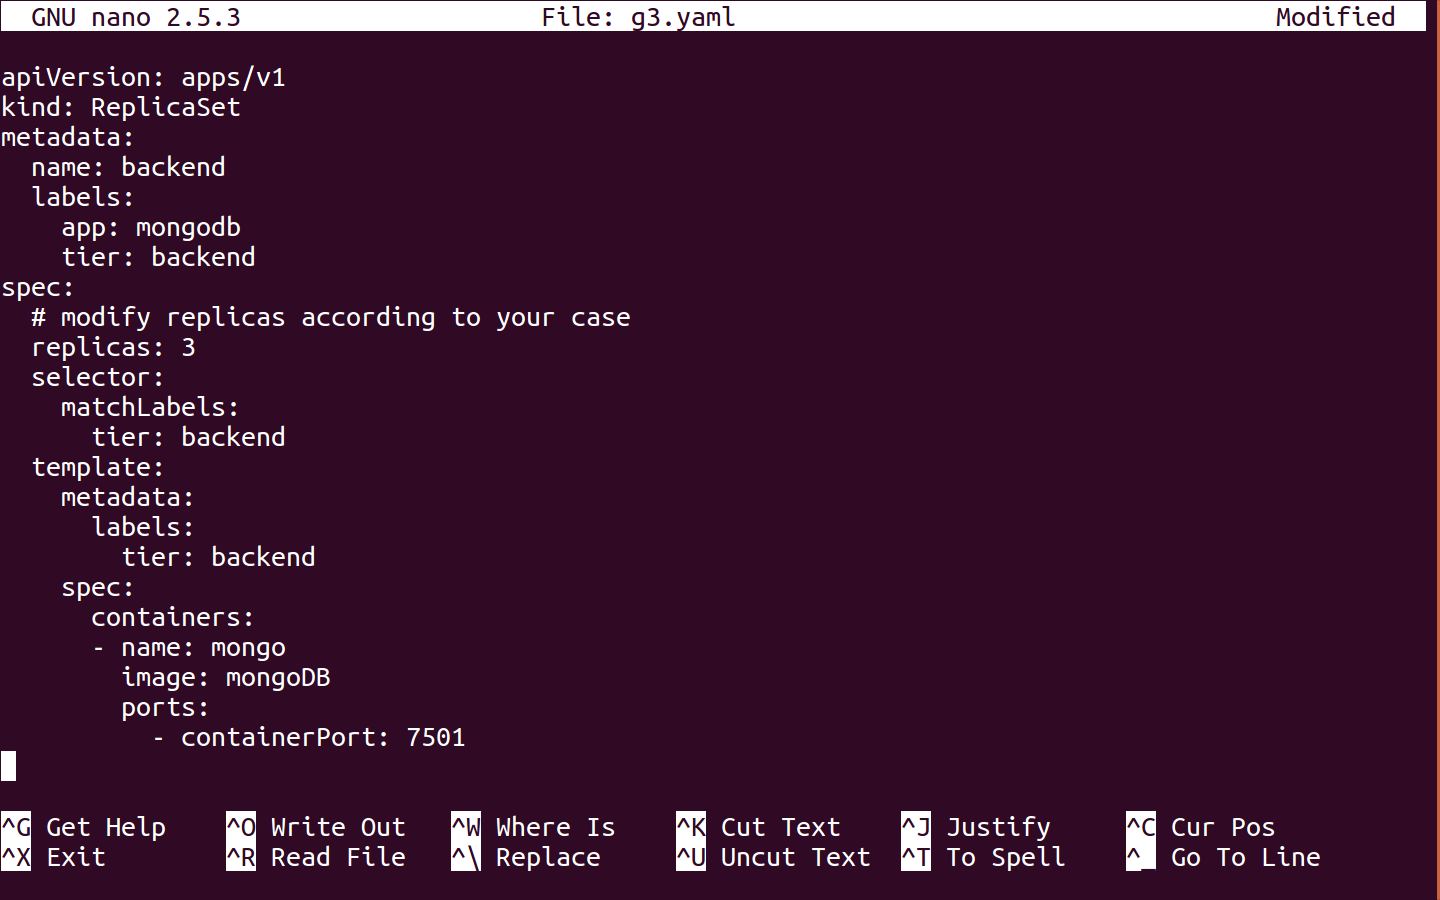 GNU nano 2.5.3 File: g3.yaml Modified
apiVersion: apps/v1
kind: ReplicaSet
metadata:
  name: backend
  labels:
    app: mongodb
    tier: backend
spec:
  # modify replicas according to your case
  replicas: 3
  selector:
    matchLabels:
      tier: backend
  template:
    metadata:
      labels:
        tier: backend
    spec:
      containers:
      - name: mongo
        image: mongoDB
        ports:
          - containerPort: 7501
^G Get Help ^O Write Out ^W Where Is ^K Cut Text ^J Justify ^C Cur Pos
^X Exit ^R Read File ^\ Replace ^U Uncut Text ^T To Spell ^_ Go To Line